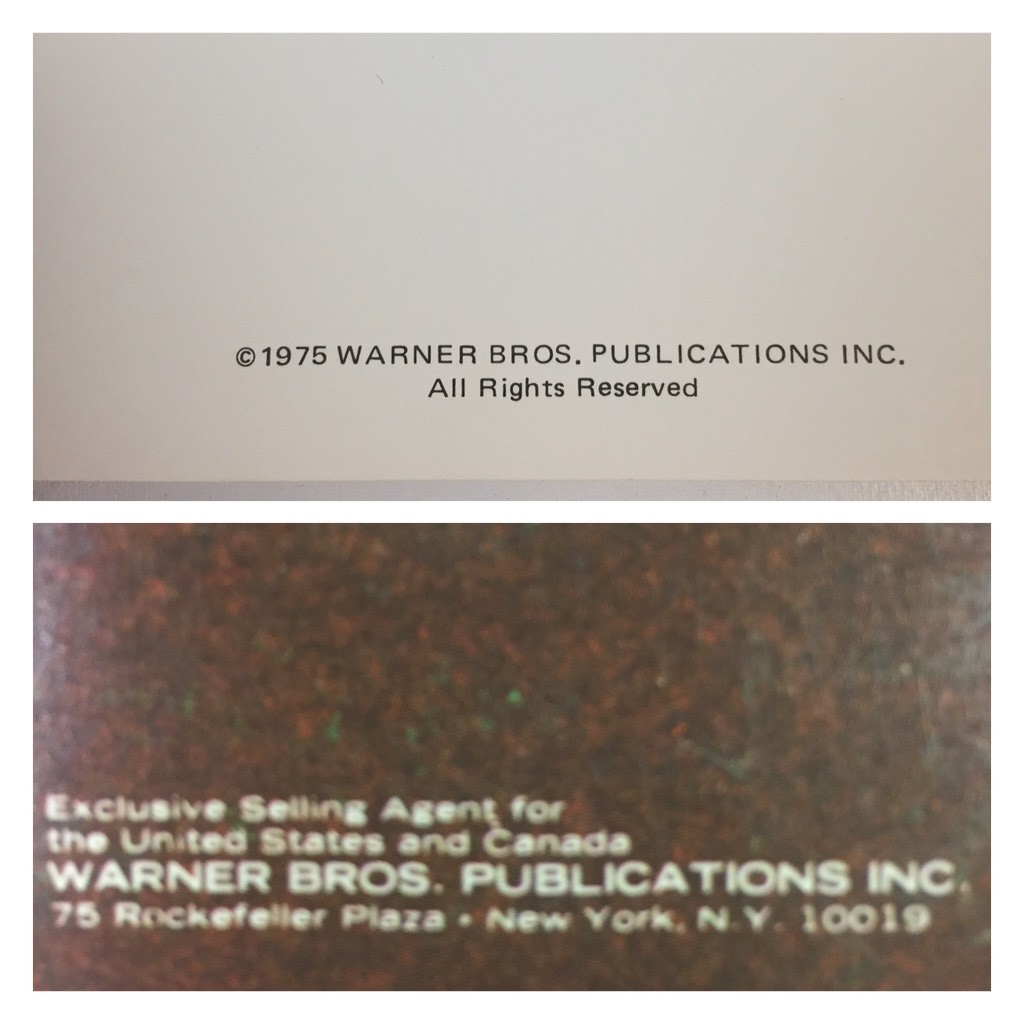 ©1975 WARNER BROS. PUBLICATIONS INC.
All Rights Reserved
Exclusive Selling Agent for
the United States and Canada
WARNER BROS. PUBLICATIONS INC.
75 Rockefeller Plaza • New York, N.Y. 10019